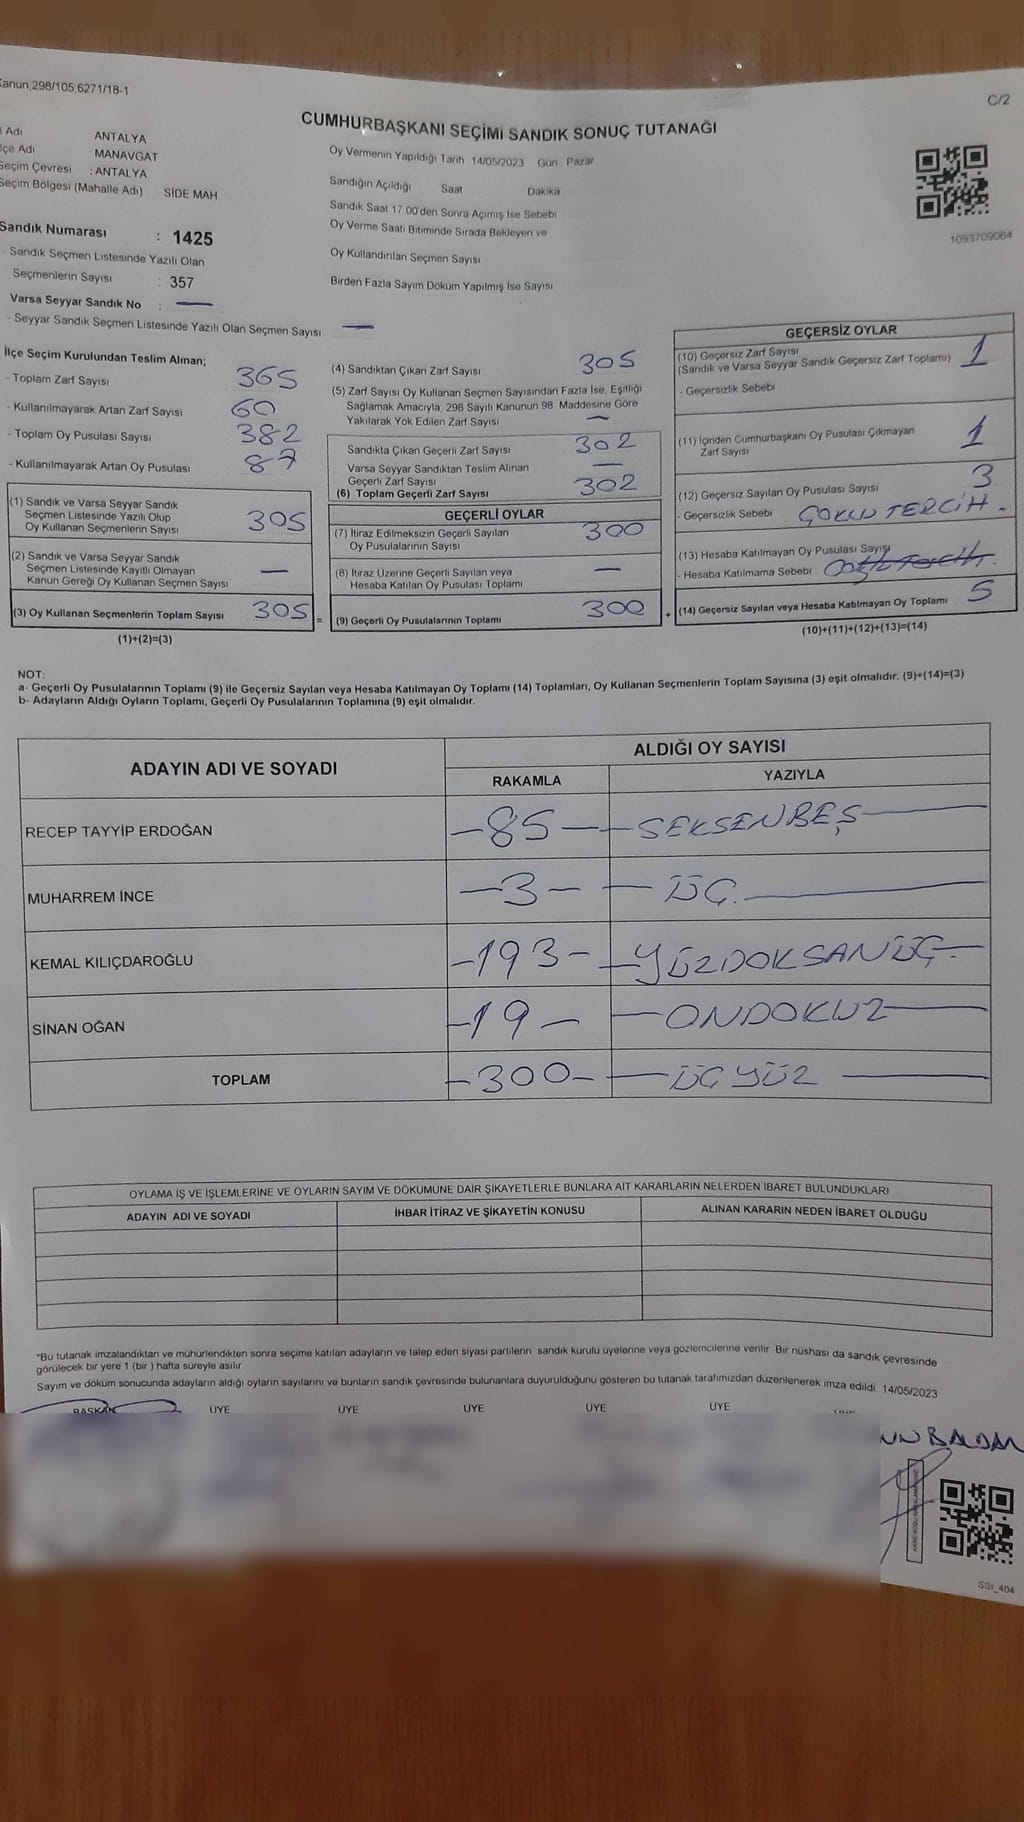 Kanun;298/105;6271/18-1
C/2
CUMHURBAŞKANI SEÇİMİ SANDIK SONUÇ TUTANAĞI
l Adı ANTALYA
lçe Adı MANAVGAT
Seçim Çevresi : ANTALYA
Seçim Bölgesi (Mahalle Adı) SİDE MAH
Sandık Numarası : 1425
- Sandık Seçmen Listesinde Yazılı Olan
Seçmenlerin Sayısı : 357
Varsa Seyyar Sandık No : —
- Seyyar Sandık Seçmen Listesinde Yazılı Olan Seçmen Sayısı —
Oy Vermenin Yapıldığı Tarih 14/05/2023 Gün Pazar
Sandığın Açıldığı Saat Dakika
Sandık Saat 17 00'den Sonra Açımış İse Sebebi
Oy Verme Saati Bitiminde Sırada Bekleyen ve
Oy Kullandırılan Seçmen Sayısı
Birden Fazla Sayım Döküm Yapılmış İse Sayısı
1093709064
İlçe Seçim Kurulundan Teslim Alınan;
- Toplam Zarf Sayısı 365
- Kullanılmayarak Artan Zarf Sayısı 60
- Toplam Oy Pusulası Sayısı 382
- Kullanılmayarak Artan Oy Pusulası 87
(1) Sandık ve Varsa Seyyar Sandık
Seçmen Listesinde Yazılı Olup
Oy Kullanan Seçmenlerin Sayısı 305
(2) Sandık ve Varsa Seyyar Sandık
Seçmen Listesinde Kayıtlı Olmayan
Kanun Gereği Oy Kullanan Seçmen Sayısı —
(3) Oy Kullanan Seçmenlerin Toplam Sayısı 305 =
(1)+(2)=(3)
(4) Sandıktan Çıkan Zarf Sayısı 305
(5) Zarf Sayısı Oy Kullanan Seçmen Sayısından Fazla İse, Eşitliği
Sağlamak Amacıyla, 298 Sayılı Kanunun 98. Maddesine Göre
Yakılarak Yok Edilen Zarf Sayısı —
Sandıkta Çıkan Geçerli Zarf Sayısı 302
Varsa Seyyar Sandıktan Teslim Alınan
Geçerli Zarf Sayısı —
(6) Toplam Geçerli Zarf Sayısı 302
GEÇERLİ OYLAR
(7) İtiraz Edilmeksizin Geçerli Sayılan
Oy Pusulalarının Sayısı 300
(8) İtiraz Üzerine Geçerli Sayılan veya
Hesaba Katılan Oy Pusulası Toplamı —
(9) Geçerli Oy Pusulalarının Toplamı 300 +
GEÇERSİZ OYLAR
(10) Geçersiz Zarf Sayısı
(Sandık ve Varsa Seyyar Sandık Geçersiz Zarf Toplamı) 1
- Geçersizlik Sebebi
(11) İçinden Cumhurbaşkanı Oy Pusulası Çıkmayan
Zarf Sayısı 1
(12) Geçersiz Sayılan Oy Pusulası Sayısı 3
- Geçersizlik Sebebi ÇOKLU TERCİH.
(13) Hesaba Katılmayan Oy Pusulası Sayısı
- Hesaba Katılmama Sebebi :
(14) Geçersiz Sayılan veya Hesaba Katılmayan Oy Toplamı 5
(10)+(11)+(12)+(13)=(14)
NOT:
a- Geçerli Oy Pusulalarının Toplamı (9) ile Geçersiz Sayılan veya Hesaba Katılmayan Oy Toplamı (14) Toplamları, Oy Kullanan Seçmenlerin Toplam Sayısına (3) eşit olmalıdır. (9)+(14)=(3)
b- Adayların Aldığı Oyların Toplamı, Geçerli Oy Pusulalarının Toplamına (9) eşit olmalıdır.
ADAYIN ADI VE SOYADI ALDIĞI OY SAYISI
RAKAMLA YAZIYLA
RECEP TAYYİP ERDOĞAN —85— —SEKSENBEŞ—
MUHARREM İNCE —3— —ÜÇ.—
KEMAL KILIÇDAROĞLU —193— —YÜZDOKSANÜÇ—
SİNAN OĞAN —19— —ONDOKUZ—
TOPLAM —300— —ÜÇYÜZ—
OYLAMA İŞ VE İŞLEMLERİNE VE OYLARIN SAYIM VE DÖKÜMÜNE DAİR ŞİKAYETLERLE BUNLARA AİT KARARLARIN NELERDEN İBARET BULUNDUKLARI
ADAYIN ADI VE SOYADI İHBAR İTİRAZ VE ŞİKAYETİN KONUSU ALINAN KARARIN NEDEN İBARET OLDUĞU
"Bu tutanak imzalandıktan ve mühürlendikten sonra seçime katılan adayların ve talep eden siyasi partilerin sandık kurulu üyelerine veya gözlemcilerine verilir. Bir nüshası da sandık çevresinde
görülecek bir yere 1 (bir ) hafta süreyle asılır.
Sayım ve döküm sonucunda adayların aldığı oyların sayılarını ve bunların sandık çevresinde bulunanlara duyurulduğunu gösteren bu tutanak tarafımızdan düzenlenerek imza edildi. 14/05/2023
BAŞKAN ÜYE ÜYE ÜYE ÜYE ÜYE
SSI_404